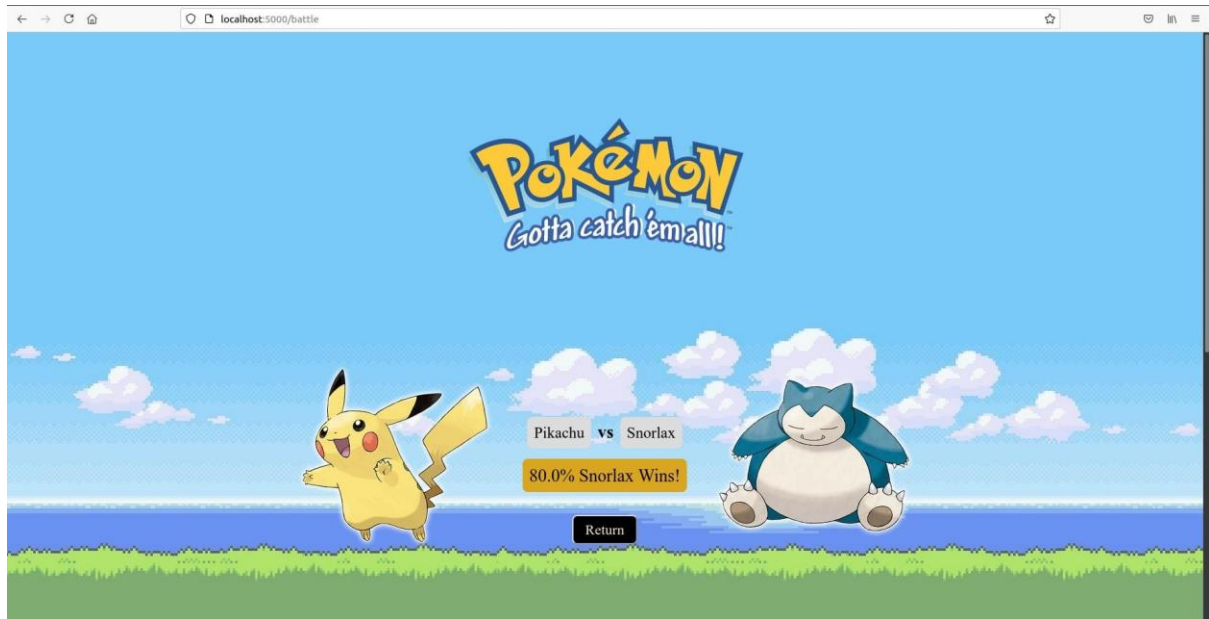 localhost:5000/battle
POKéMON
Gotta catch 'em all!
Pikachu vs Snorlax
80.0% Snorlax Wins!
Return